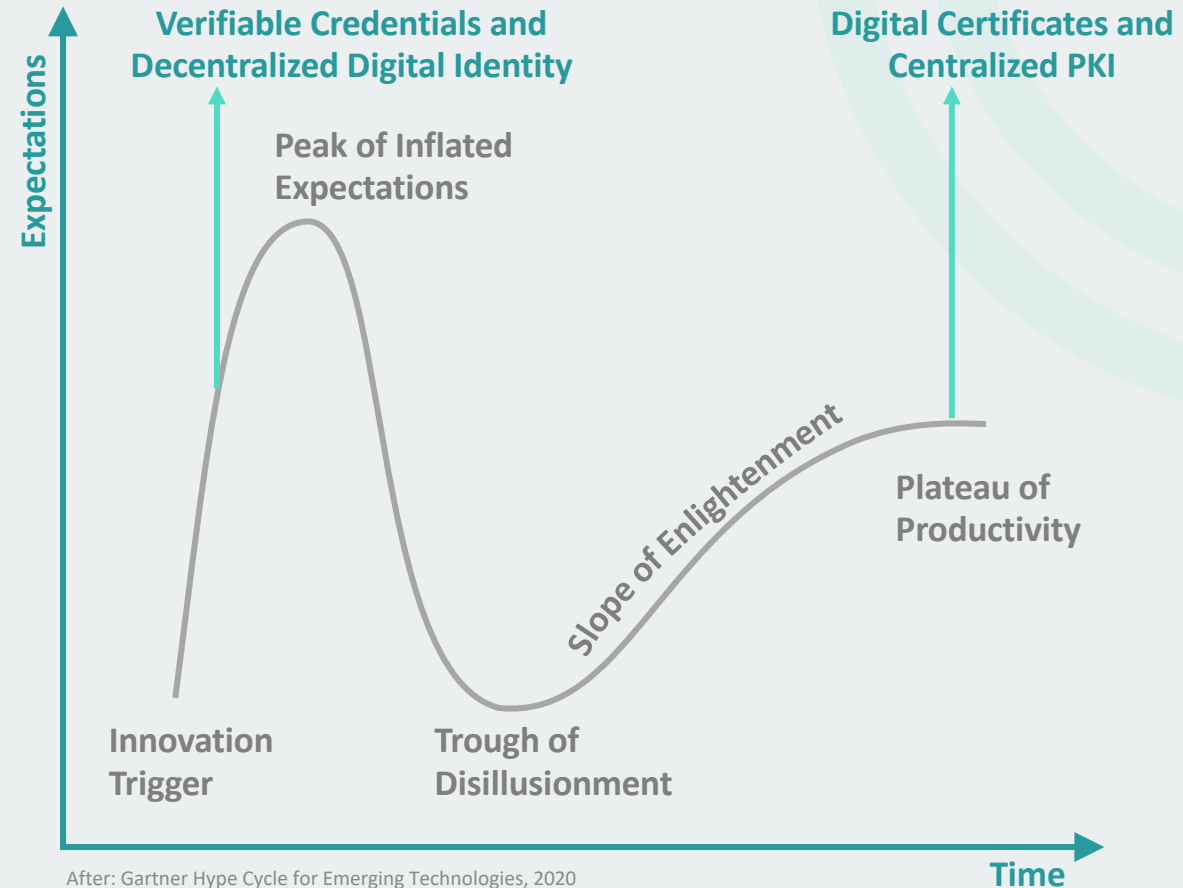 Verifiable Credentials and
Decentralized Digital Identity
Digital Certificates and
Centralized PKI
Expectations
Peak of Inflated
Expectations
Slope of Enlightenment
Plateau of
Productivity
Innovation
Trigger
Trough of
Disillusionment
Time
After: Gartner Hype Cycle for Emerging Technologies, 2020